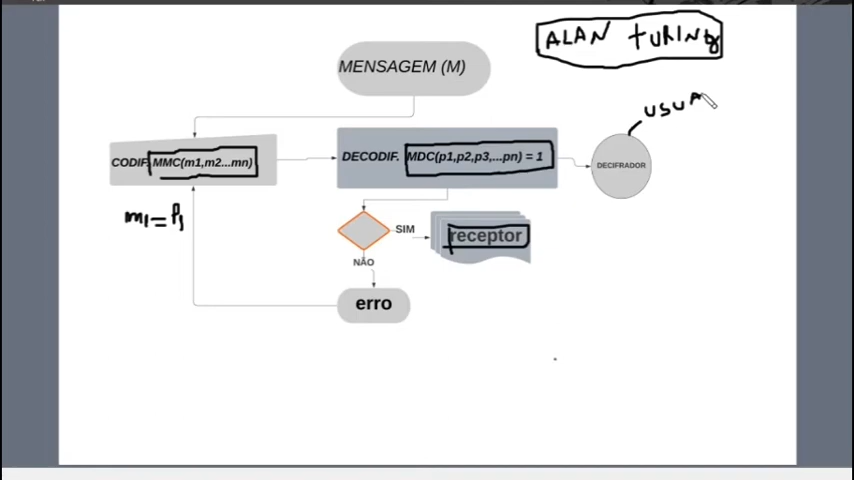 ALAN TURING
MENSAGEM (M)
USUA
CODIF. MMC(m1,m2...mn)
DECODIF. MDC(p1,p2,p3,...pn) = 1
DECIFRADOR
m1=P1
SIM
receptor
NÃO
erro